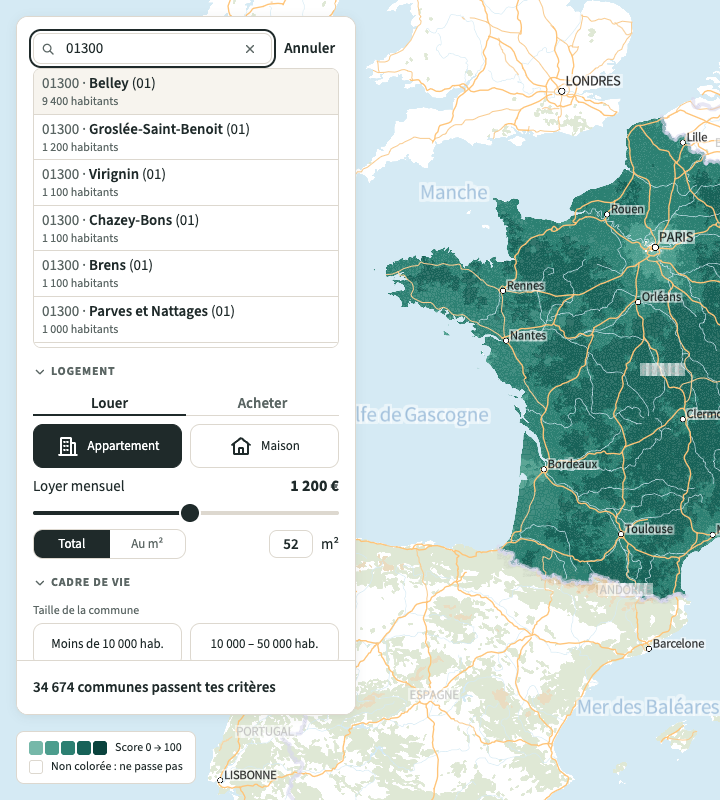 01300
Annuler
01300 · Belley (01)
9 400 habitants
01300 · Groslée-Saint-Benoit (01)
1 200 habitants
01300 · Virignin (01)
1 100 habitants
01300 · Chazey-Bons (01)
1 100 habitants
01300 · Brens (01)
1 100 habitants
01300 · Parves et Nattages (01)
1 000 habitants
LOGEMENT
Louer
Acheter
Appartement
Maison
Loyer mensuel
1 200 €
Total
Au m²
52
m²
CADRE DE VIE
Taille de la commune
Moins de 10 000 hab.
10 000 – 50 000 hab.
34 674 communes passent tes critères
Score 0 → 100
Non colorée : ne passe pas
LONDRES
Lille
Manche
Rouen
PARIS
Rennes
Orléans
Nantes
lfe de Gascogne
Clermo
Bordeaux
Toulouse
ANDORR
Barcelone
ESPAGNE
Mer des Baléares
PORTUGAL
LISBONNE